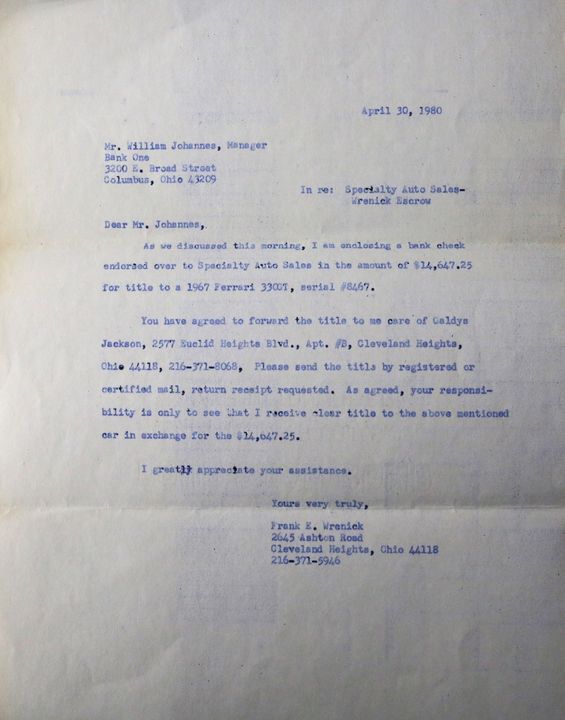 April 30, 1980
Mr. William Johannes, Manager
Bank One
3200 E. Broad Street
Columbus, Ohio 43209
In re: Specialty Auto Sales-
Wrenick Escrow
Dear Mr. Johannes,
As we discussed this morning, I am enclosing a bank check
endorsed over to Specialty Auto Sales in the amount of $14,647.25
for title to a 1967 Ferrari 330GT, serial #8467.
You have agreed to forward the title to me care of Galdys
Jackson, 2577 Euclid Heights Blvd., Apt. #B, Cleveland Heights,
Ohio 44118, 216-371-8068, Please send the title by registered or
certified mail, return receipt requested. As agreed, your responsi-
bility is only to see that I receive clear title to the above mentioned
car in exchange for the $14,647.25.
I greatly appreciate your assistance.
Yours very truly,
Frank E. Wrenick
2645 Ashton Road
Cleveland Heights, Ohio 44118
216-371-5946